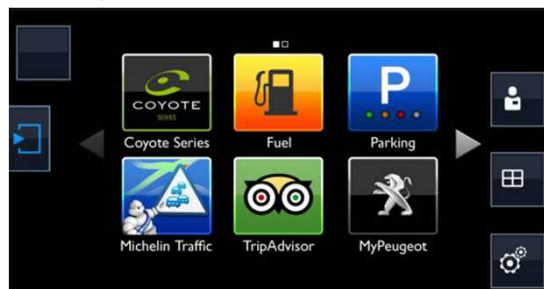 COYOTE
SERIES
P
Coyote Series
Fuel
Parking
Michelin Traffic
TripAdvisor
MyPeugeot